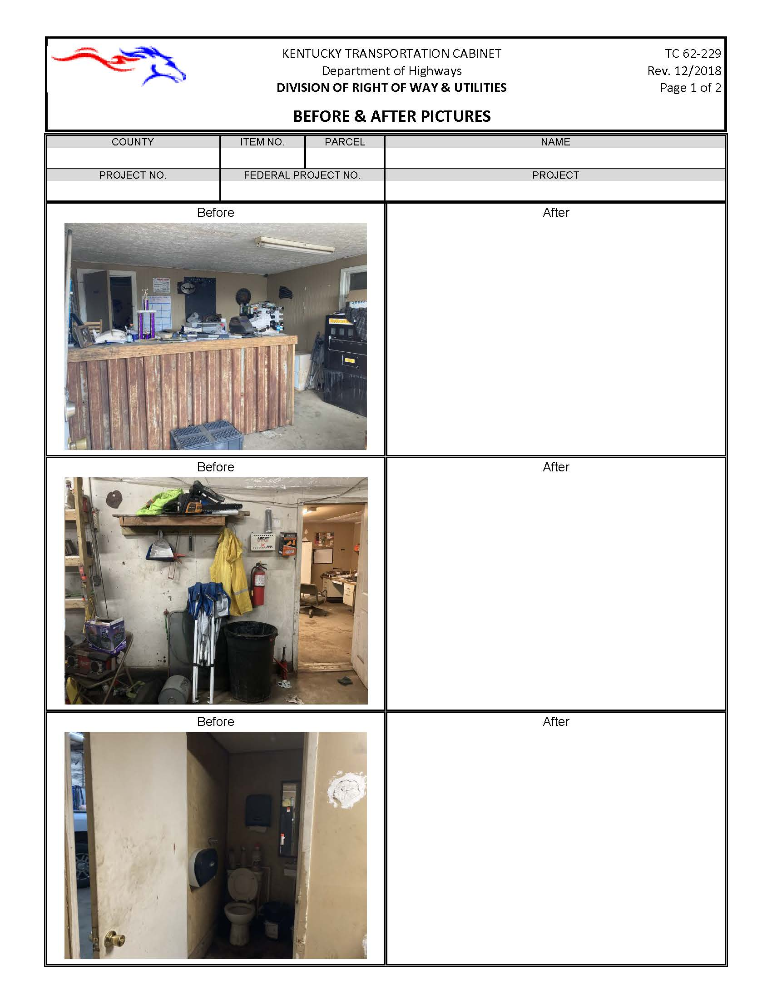 KENTUCKY TRANSPORTATION CABINET
Department of Highways
DIVISION OF RIGHT OF WAY & UTILITIES
BEFORE & AFTER PICTURES
TC 62-229
Rev. 12/2018
Page 1 of 2
COUNTY
ITEM NO.
PARCEL
NAME
PROJECT NO.
FEDERAL PROJECT NO.
PROJECT
Before
After
Before
After
AGENT
Before
After